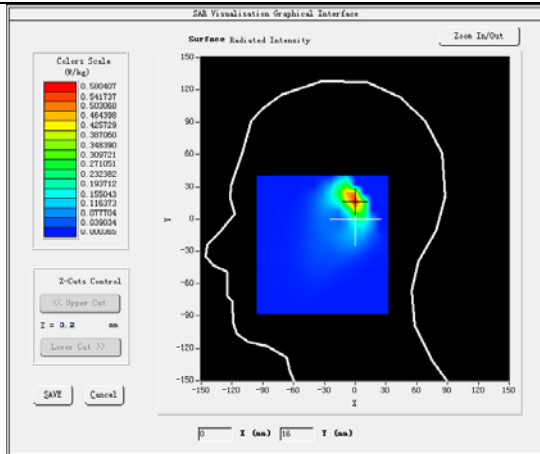 SAR Visualisation Graphical Interface
Surface Radiated Intensity
Zoom In/Out
Colors Scale
(W/kg)
0.580407
0.541737
0.503068
0.464398
0.425729
0.387060
0.348390
0.309721
0.271051
0.232382
0.193712
0.155043
0.116373
0.077704
0.039034
0.000365
Z-Cuts Control
<< Upper Cut
Z = 3.2 mm
Lower Cut >>
SAVE Cancel
150
120
90
60
30
0
-30
-60
-90
-120
-150
Y
-150 -120 -90 -60 -30 0 30 60 90 120 150
X
0 X (mm) 16 Y (mm)